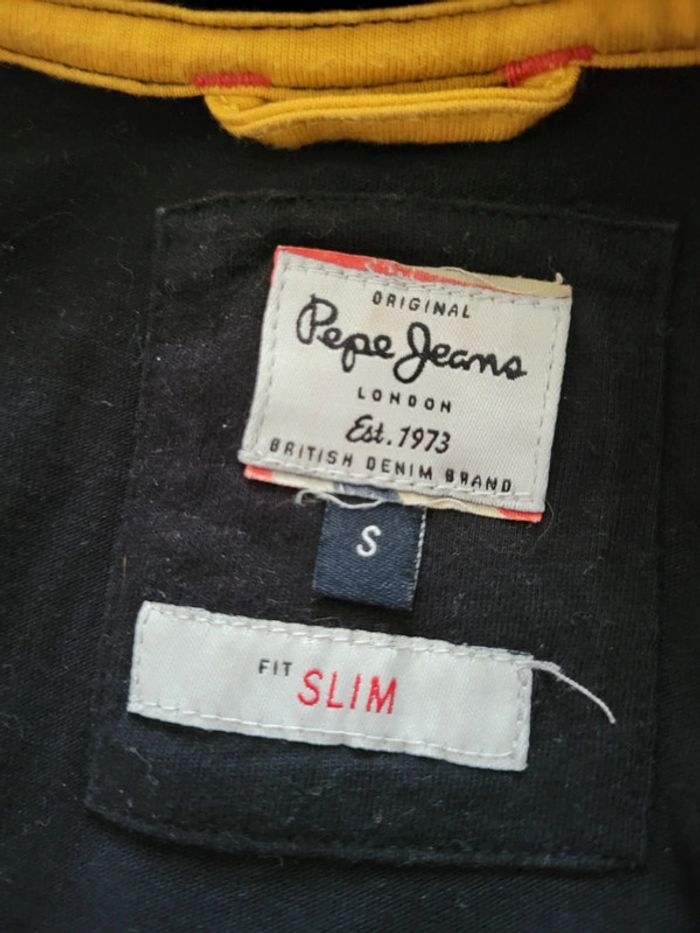 ORIGINAL
Pepe Jeans
LONDON
Est. 1973
BRITISH DENIM BRAND
S
FIT SLIM